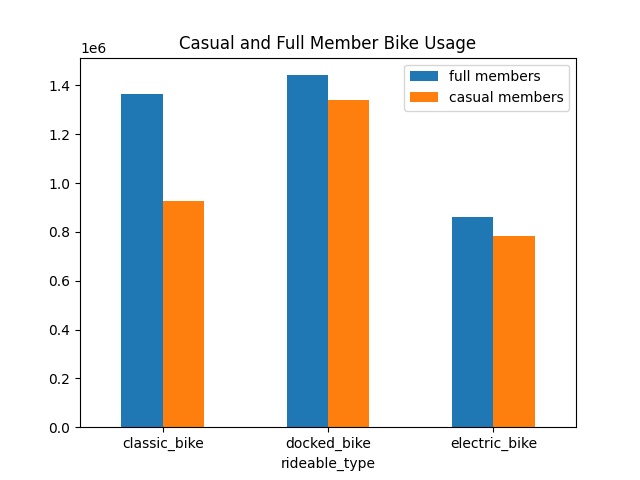 Casual and Full Member Bike Usage
1e6
full members
casual members
1.4
1.2
1.0
0.8
0.6
0.4
0.2
0.0
classic_bike
docked_bike
electric_bike
rideable_type